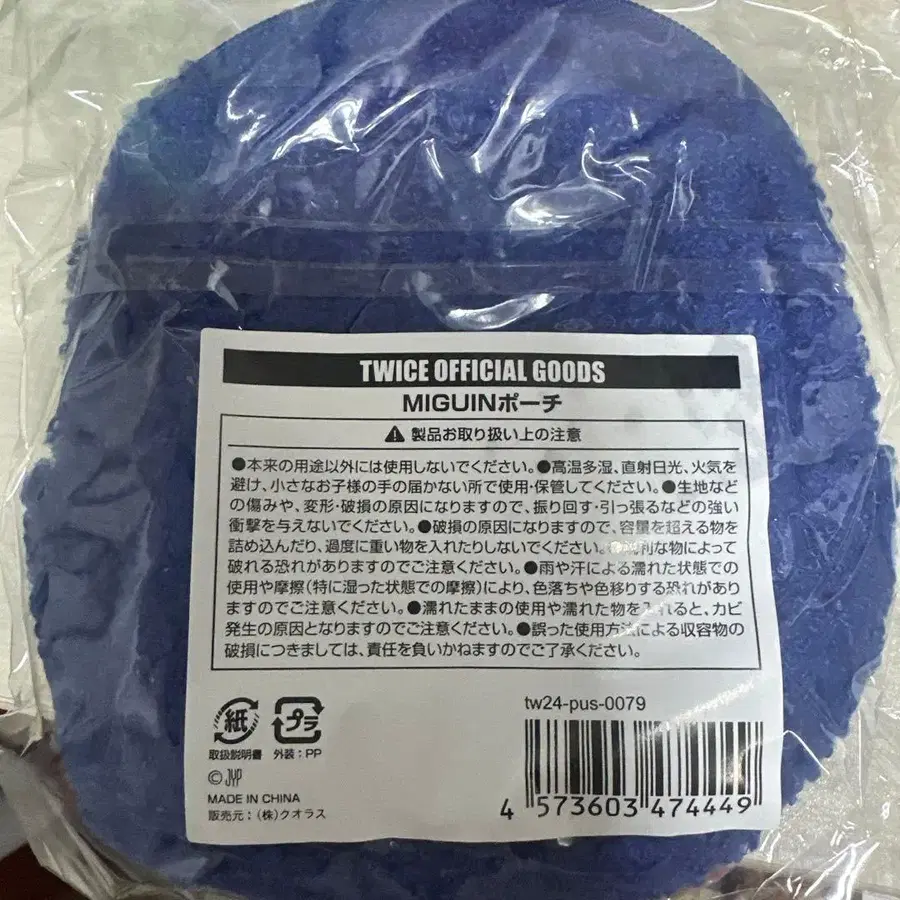 TWICE OFFICIAL GOODS
MIGUINポーチ
製品お取り扱い上の注意
●本来の用途以外には使用しないでください。●高温多湿、直射日光、火気を
避け、小さなお子様の手の届かない所で使用・保管してください。●生地など
の傷みや、変形・破損の原因になりますので、振り回す・引っ張るなどの強い
衝撃を与えないでください。●破損の原因になりますので、容量を超える物を
詰め込んだり、過度に重い物を入れたりしないでください。●鋭利な物によって
破れる恐れがありますのでご注意ください。●雨や汗による濡れた状態での
使用や摩擦(特に湿った状態での摩擦)により、色落ちや色移りする恐れがあり
ますのでご注意ください。●濡れたままの使用や濡れた物を入れると、カビ
発生の原因となりますのでご注意ください。●誤った使用方法による収容物の
破損につきましては、責任を負いかねますのでご了承ください。
紙
プラ
取扱説明書 外装:PP
tw24-pus-0079
© JYP
MADE IN CHINA
販売元:(株)クオラス
4 573603 474449